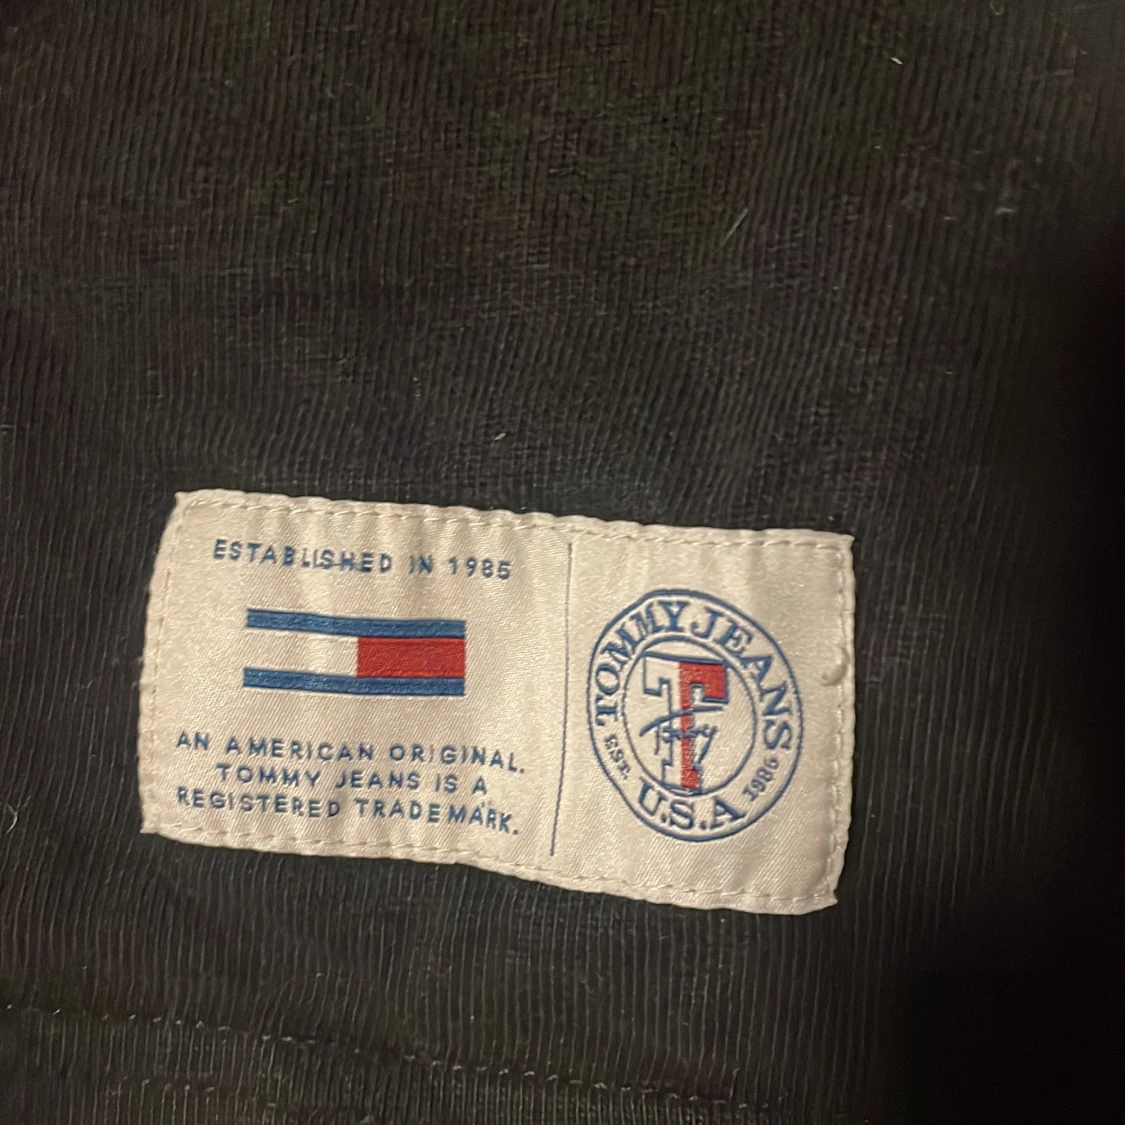 ESTABLISHED IN 1985
AN AMERICAN ORIGINAL.
TOMMY JEANS IS A
REGISTERED TRADEMARK.
TOMMY JEANS
T
EST. 1986
U.S.A